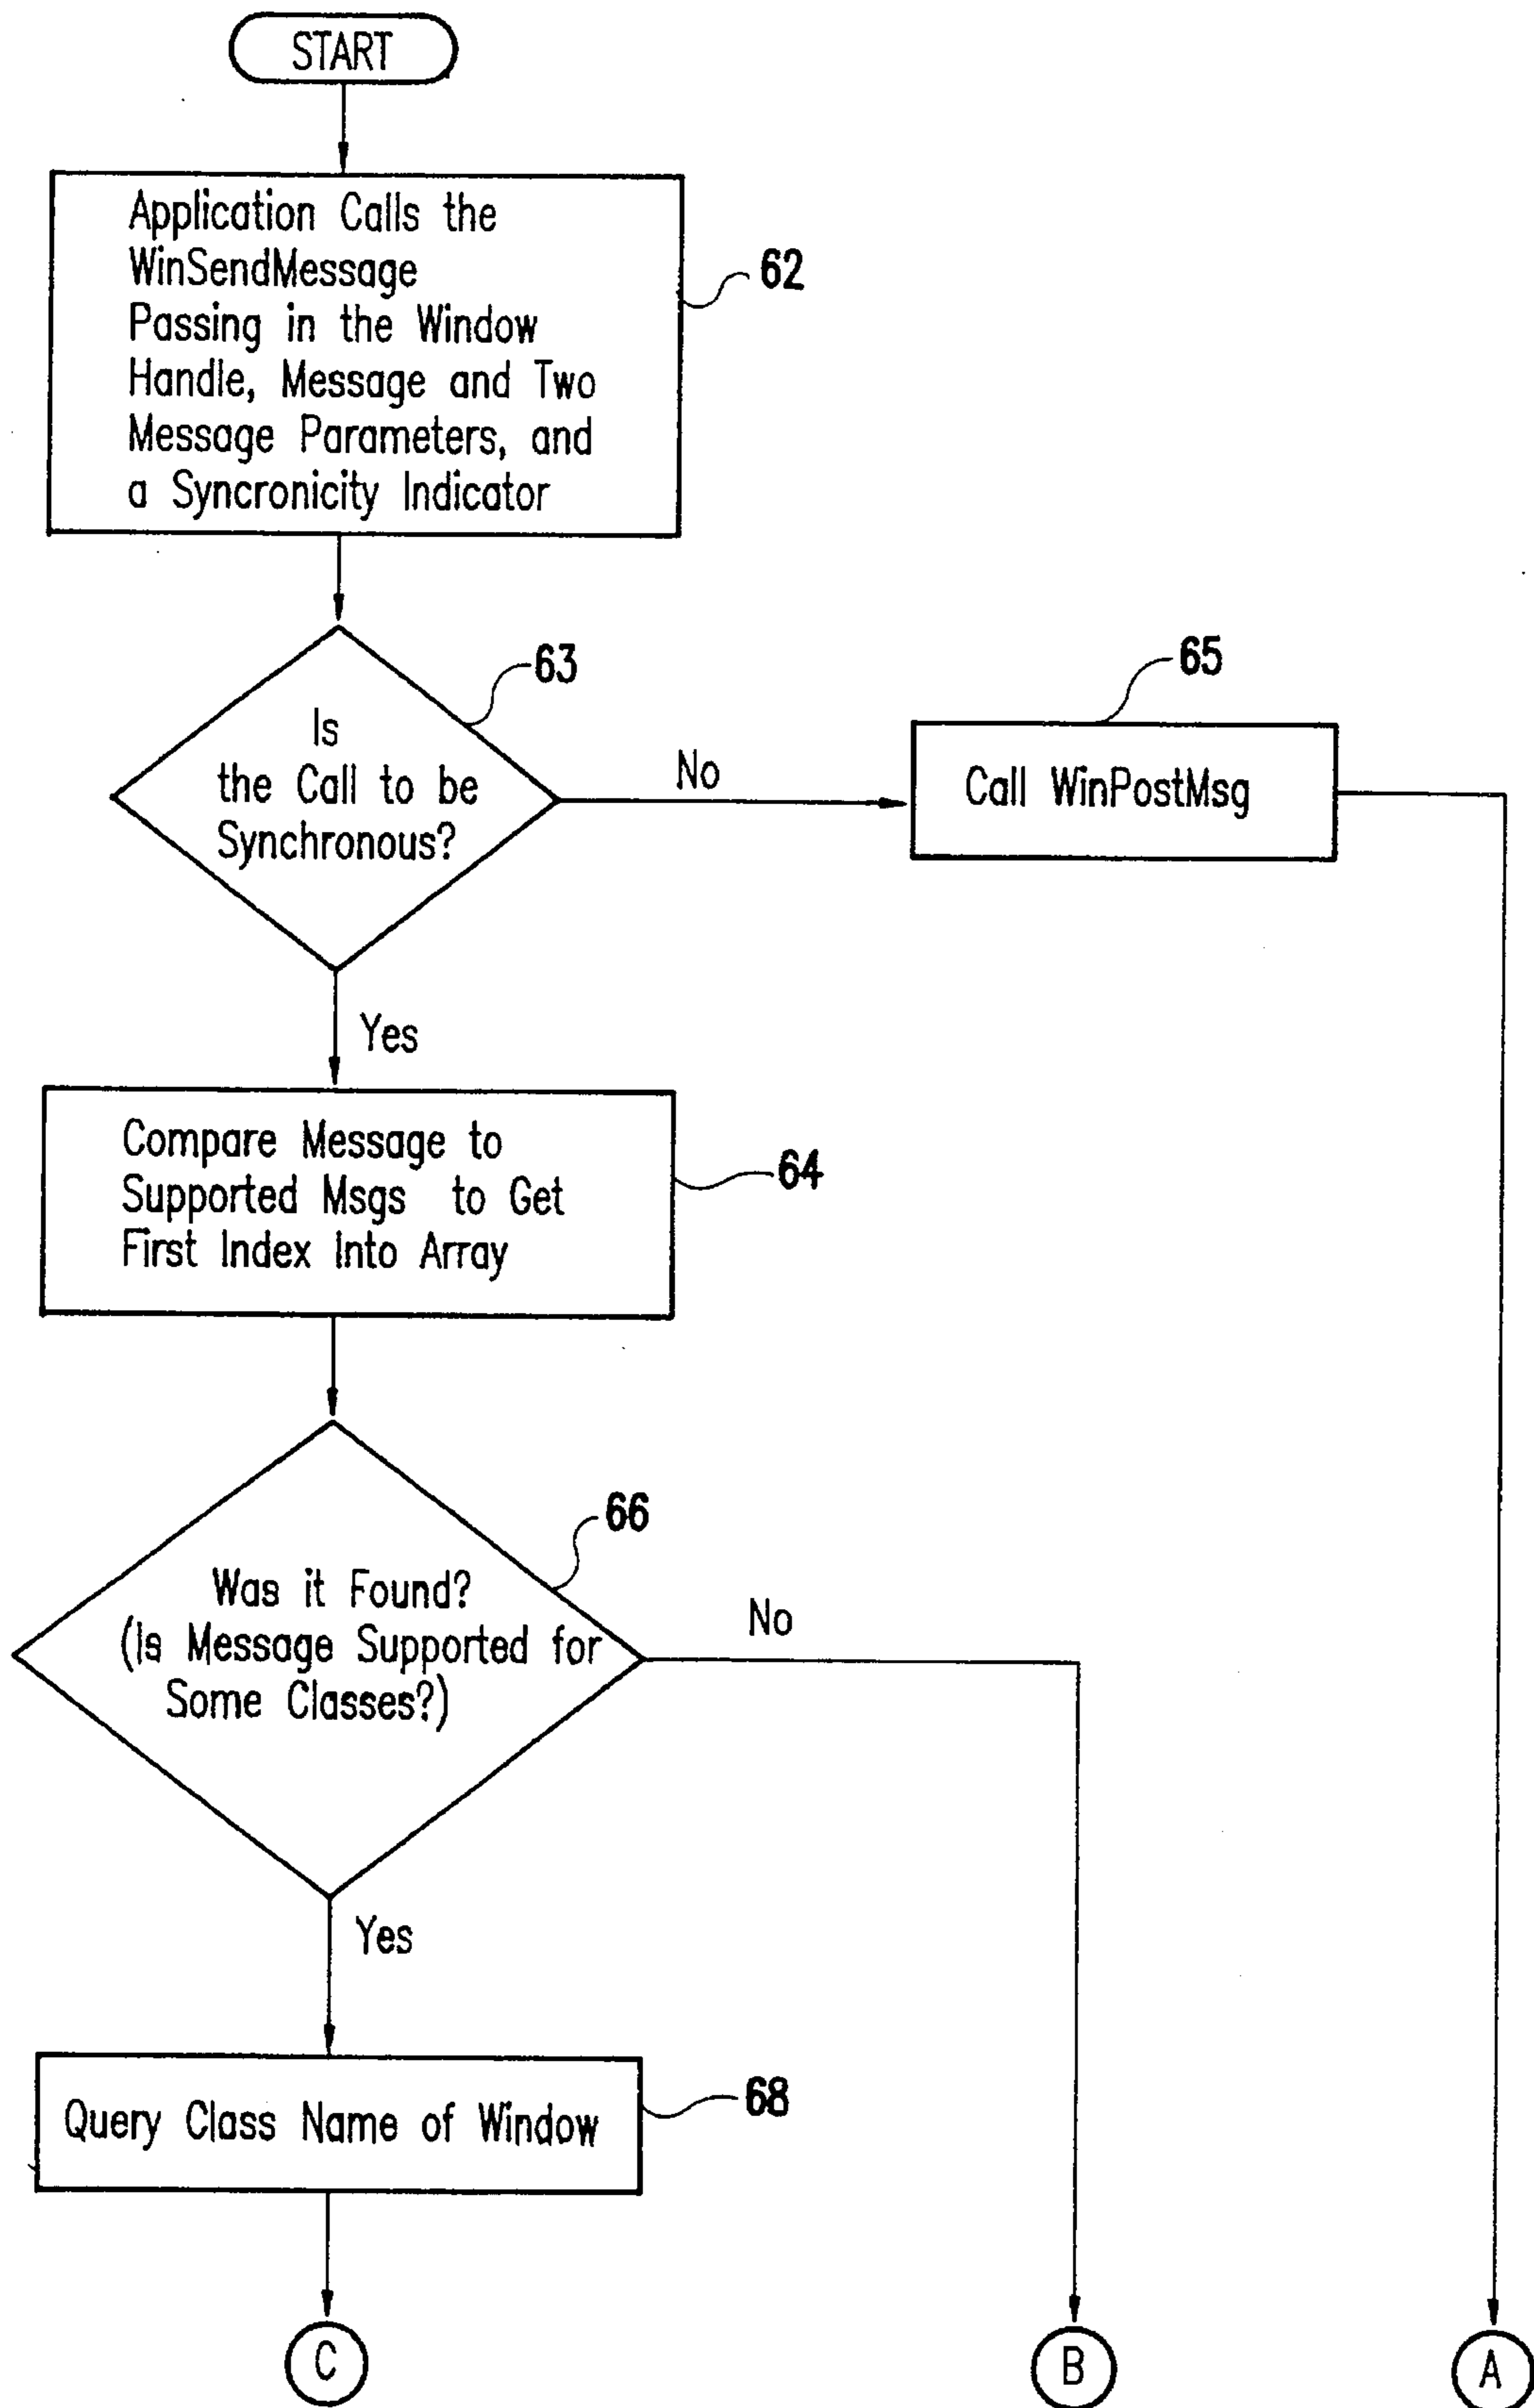 START
Application Calls the
WinSendMessage
Passing in the Window
Handle, Message and Two
Message Parameters, and
a Syncronicity Indicator
62
63
Is
the Call to be
Synchronous?
No
65
Call WinPostMsg
Yes
Compare Message to
Supported Msgs to Get
First Index Into Array
64
66
Was it Found?
(Is Message Supported for
Some Classes?)
No
Yes
Query Class Name of Window
68
C
B
A